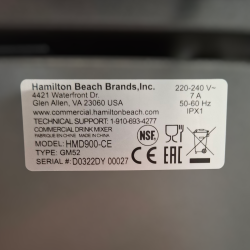 Hamilton Beach Brands,Inc.
4421 Waterfront Dr.
Glen Allen, VA 23060 USA
commercial.hamiltonbeach.com
220-240 V~
7 A
50-60 Hz
IPX1
TECHNICAL SUPPORT: 1-910-693-4277
COMMERCIAL DRINK MIXER
FABRIQUÉ EN CHINE / MADE IN CHINA
MODEL: HMD900-CE
TYPE: GM52
SERIAL #: D0322DY 00027
NSF
CE EAC